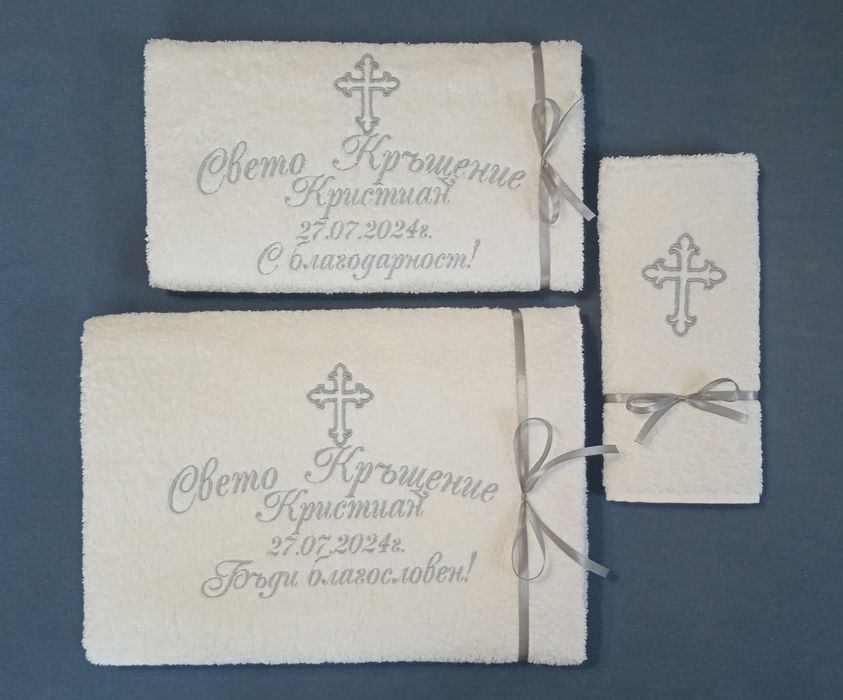 Свето Кръщение
Кристиан
27.07.2024г.
С благодарност!
Свето Кръщение
Кристиан
27.07.2024г.
Бъди благословен!